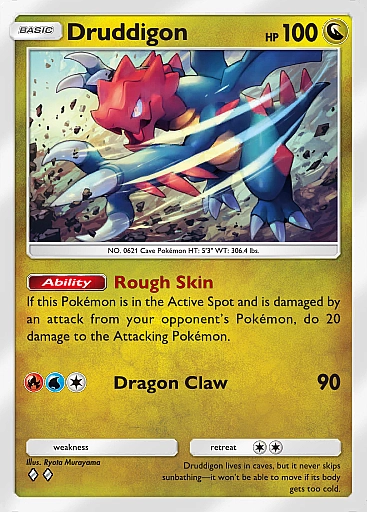 BASIC Druddigon HP 100
NO. 0621 Cave Pokémon HT: 5'3" WT: 306.4 lbs.
Ability Rough Skin
If this Pokémon is in the Active Spot and is damaged by
an attack from your opponent's Pokémon, do 20
damage to the Attacking Pokémon.
Dragon Claw 90
weakness retreat
Illus. Ryota Murayama
Druddigon lives in caves, but it never skips
sunbathing—it won't be able to move if its body
gets too cold.